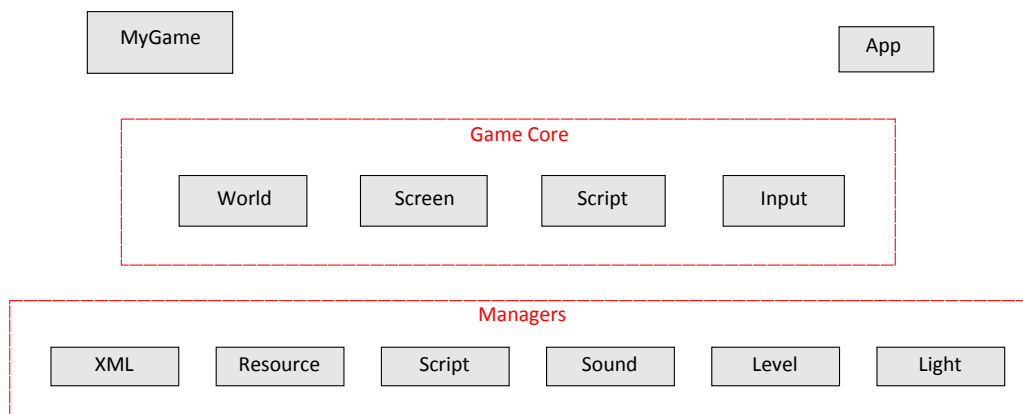 MyGame
App
Game Core
World
Screen
Script
Input
Managers
XML
Resource
Script
Sound
Level
Light